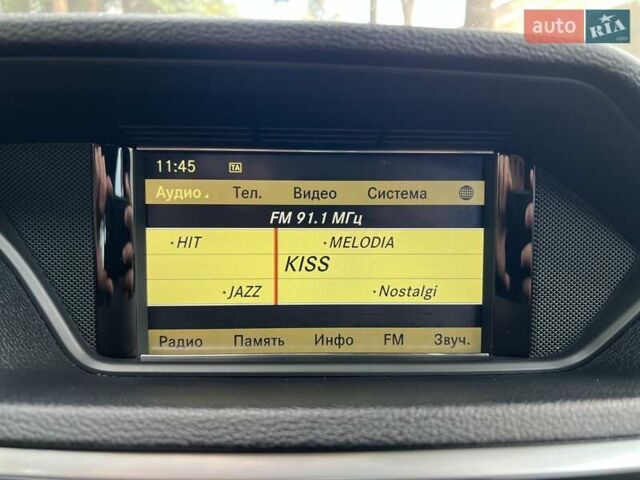 auto RIA.com
11:45 TA
Аудио Тел. Видео Система
FM 91.1 МГц
·HIT ·MELODIA
KISS
·JAZZ ·Nostalgi
Радио Память Инфо FM Звуч.